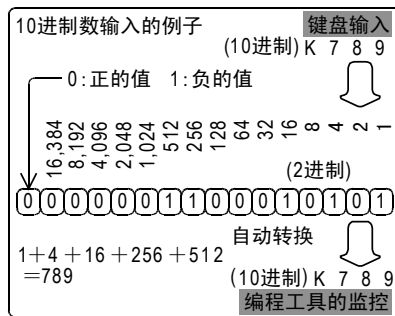 10进制数输入的例子
键盘输入
(10进制) K 7 8 9
0:正的值 1:负的值
16,384 8,192 4,096 2,048 1,024 512 256 128 64 32 16 8 4 2 1
(2进制)
0 0 0 0 0 0 1 1 0 0 0 1 0 1 0 1
自动转换
1+4+16+256+512
=789
(10进制) K 7 8 9
编程工具的监控